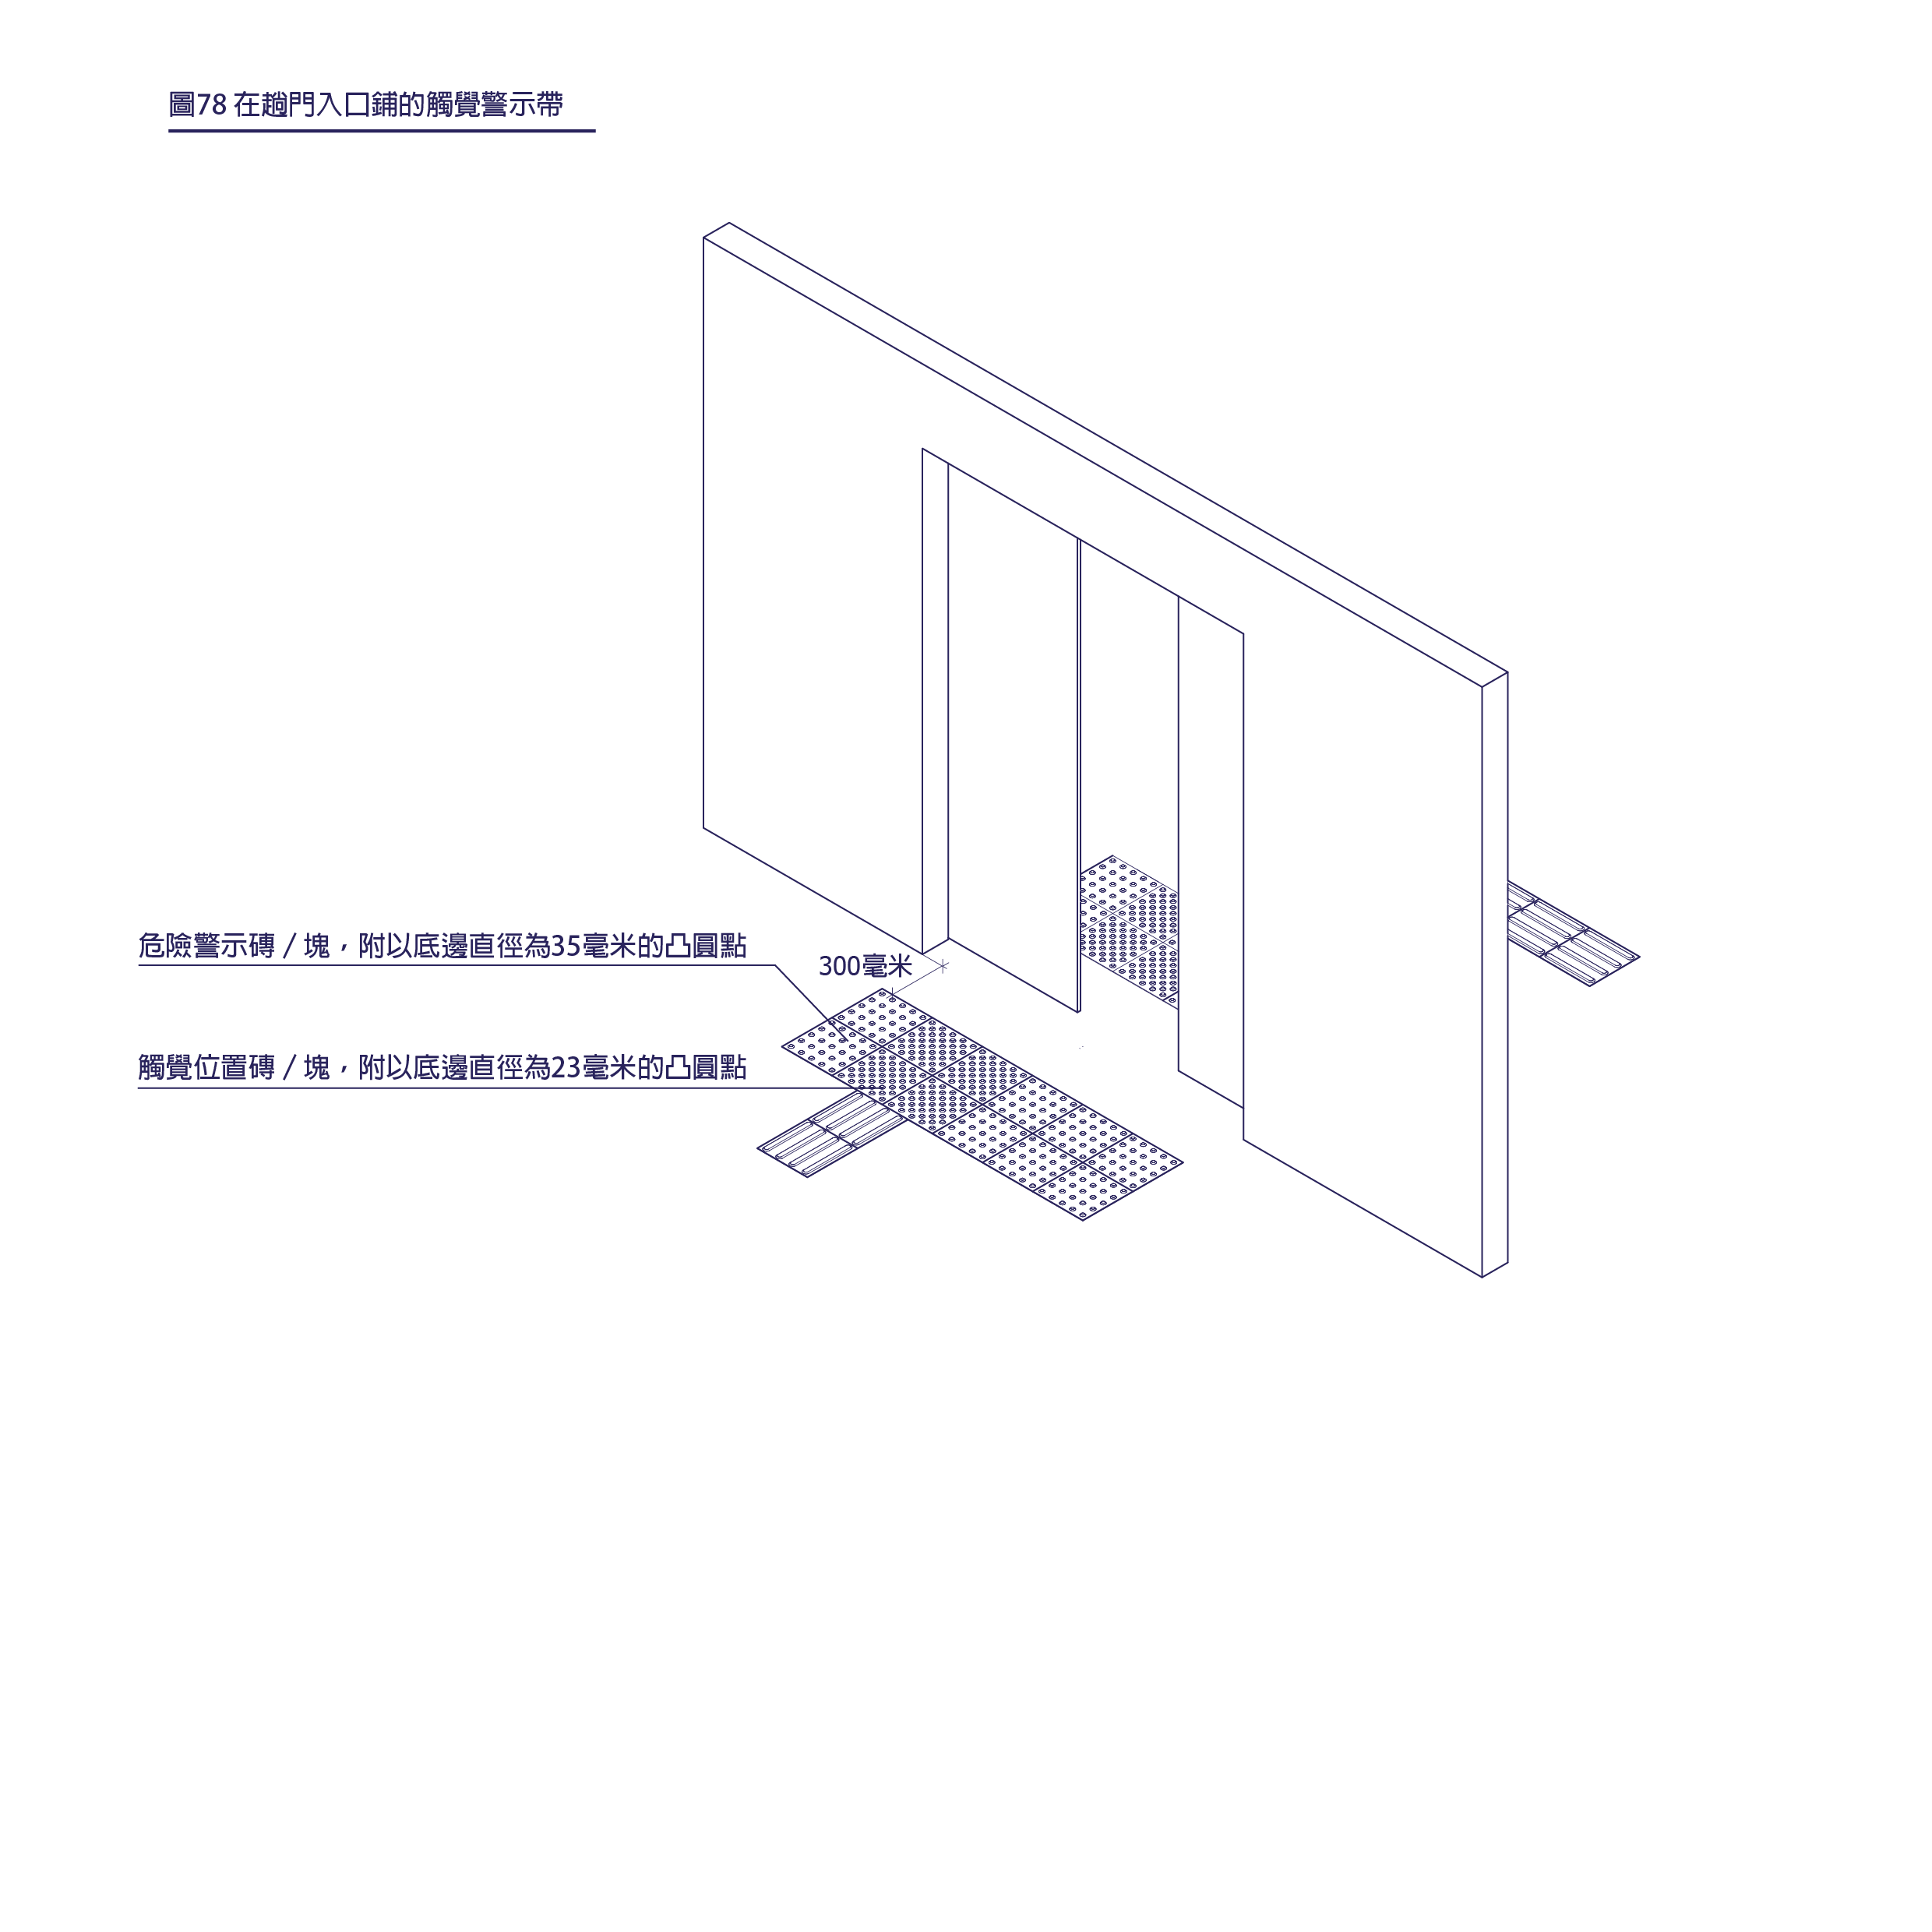 圖78 在趟門入口鋪的觸覺警示帶
危險警示磚／塊，附以底邊直徑為35毫米的凸圓點
300毫米
觸覺位置磚／塊，附以底邊直徑為23毫米的凸圓點